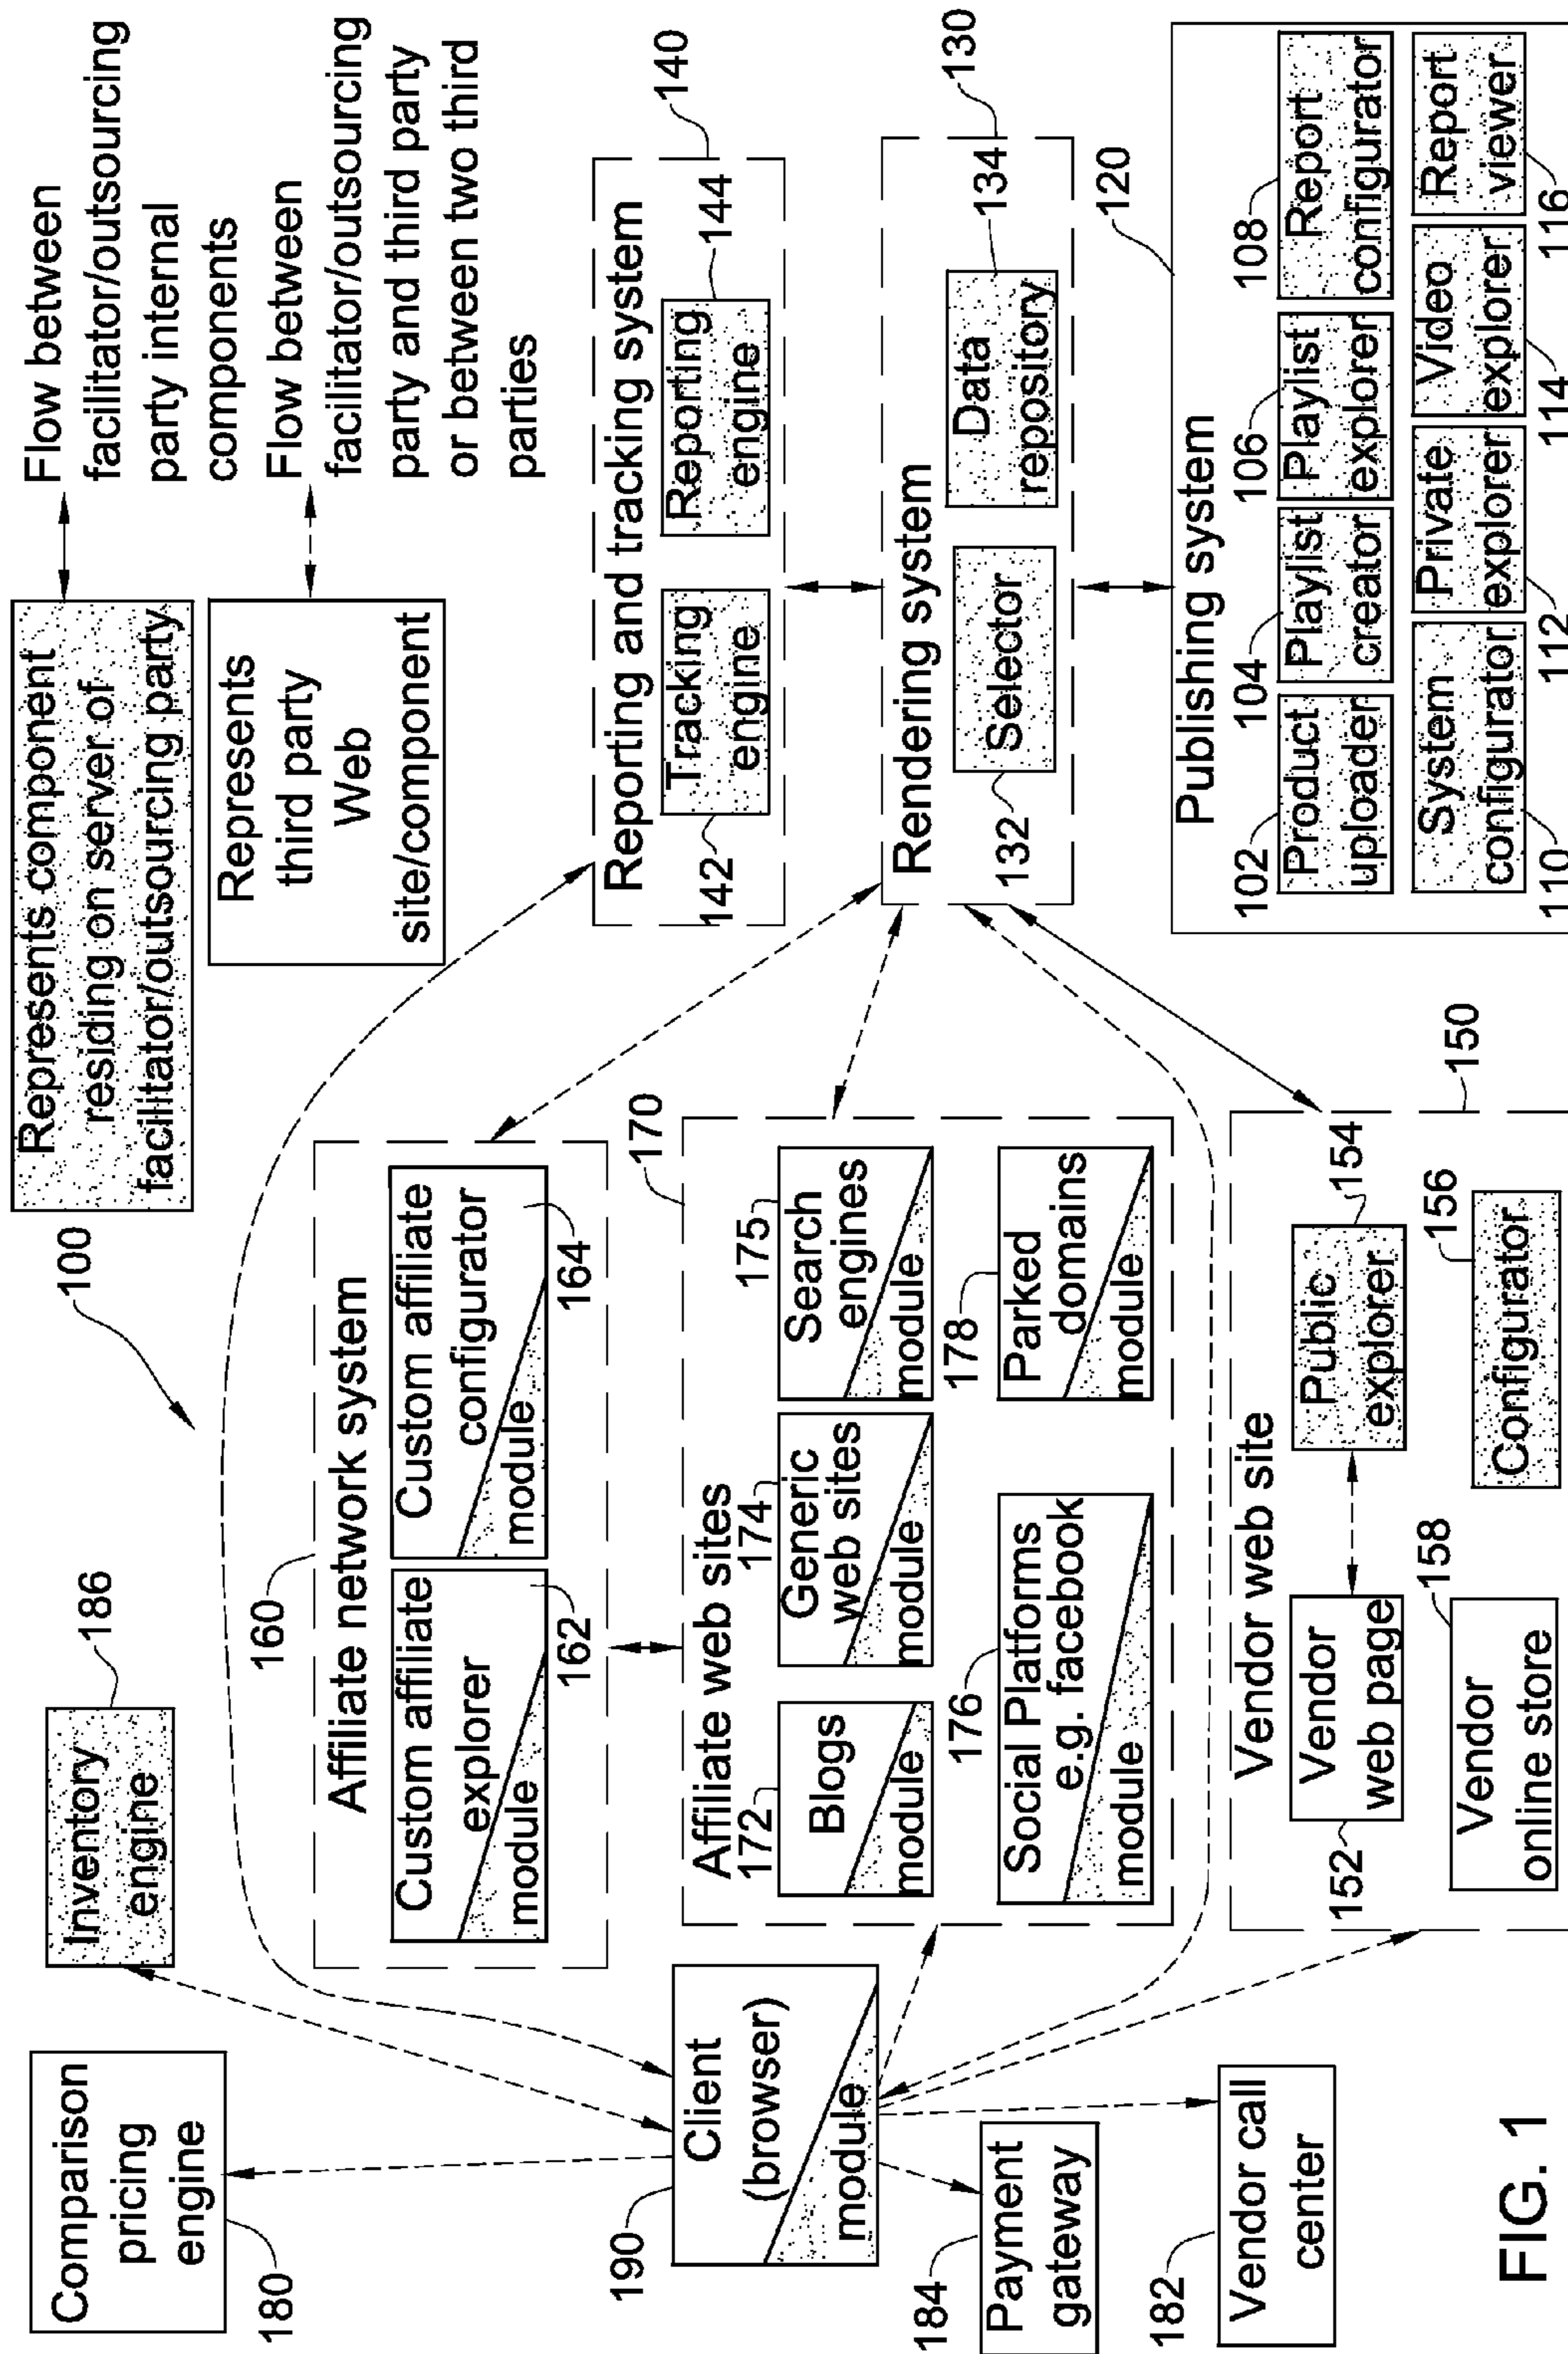 Comparison
pricing
engine
180
Inventory
engine
186
100
Represents component
residing on server of
facilitator/outsourcing party
Flow between
facilitator/outsourcing
party internal
components
Represents
third party
Web
site/component
Flow between
facilitator/outsourcing
party and third party
or between two third
parties
160
Affiliate network system
Custom affiliate
explorer
module
162
Custom affiliate
configurator
module
164
Reporting and tracking system
140
Tracking
engine
142
Reporting
engine
144
190
Client
(browser)
module
170
Affiliate web sites
172
Blogs
module
174
Generic
web sites
module
175
Search
engines
module
176
Social Platforms
e.g. facebook
module
178
Parked
domains
module
Rendering system
130
Selector
132
Data
repository
134
184
Payment
gateway
182
Vendor call
center
Vendor web site
150
Vendor
web page
152
Public
explorer
154
Vendor
online store
158
Configurator
156
Publishing system
120
102
Product
uploader
104
Playlist
creator
106
Playlist
explorer
108
Report
configurator
System
configurator
110
Private
explorer
112
Video
explorer
114
Report
viewer
116
FIG. 1